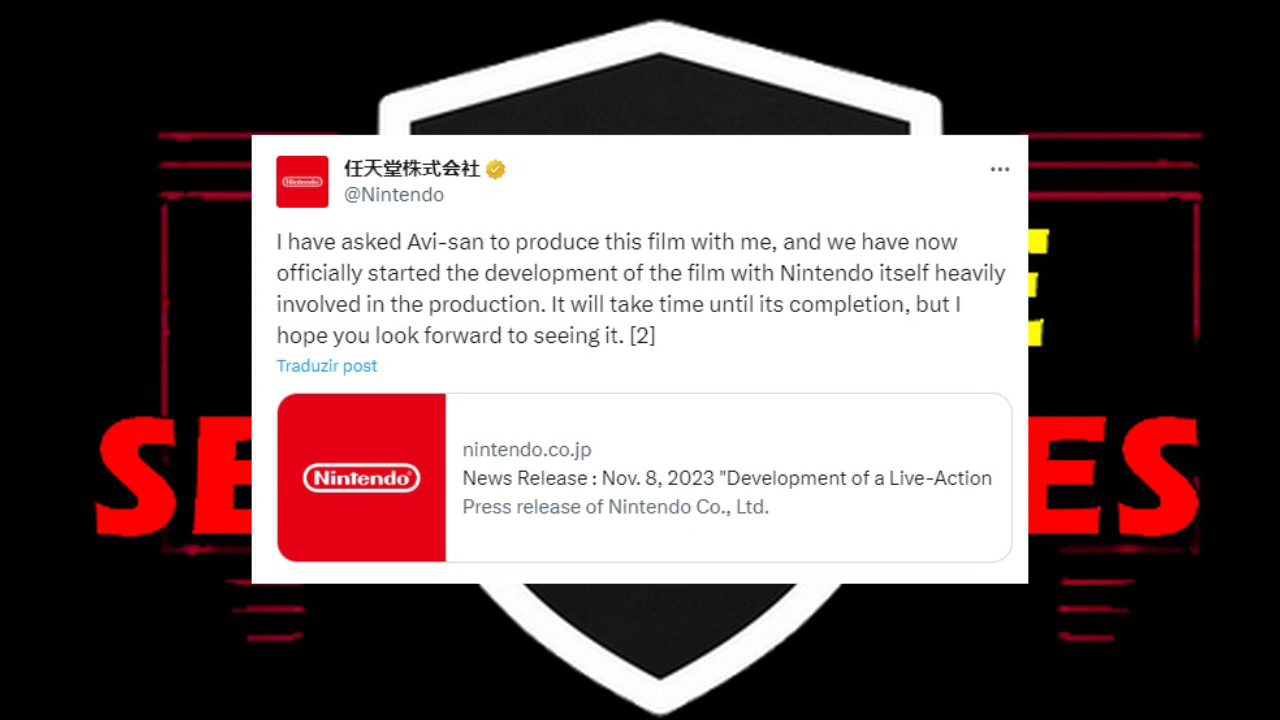 任天堂株式会社
@Nintendo
I have asked Avi-san to produce this film with me, and we have now
officially started the development of the film with Nintendo itself heavily
involved in the production. It will take time until its completion, but I
hope you look forward to seeing it. [2]
Traduzir post
Nintendo
nintendo.co.jp
News Release : Nov. 8, 2023 "Development of a Live-Action
Press release of Nintendo Co., Ltd.